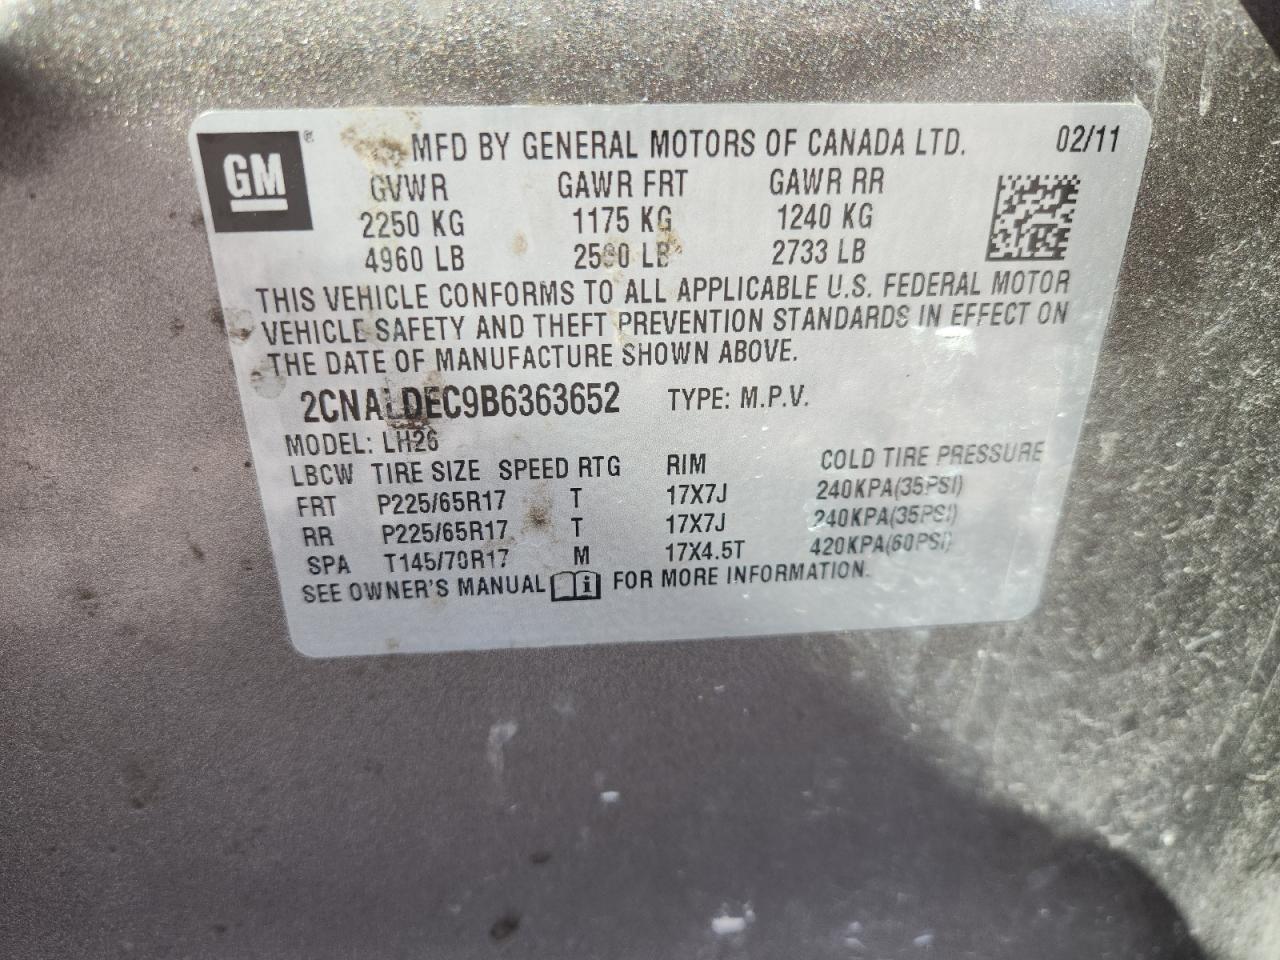 GM ® MFD BY GENERAL MOTORS OF CANADA LTD. 02/11
GVWR GAWR FRT GAWR RR
2250 KG 1175 KG 1240 KG
4960 LB 2590 LB 2733 LB
THIS VEHICLE CONFORMS TO ALL APPLICABLE U.S. FEDERAL MOTOR
VEHICLE SAFETY AND THEFT PREVENTION STANDARDS IN EFFECT ON
THE DATE OF MANUFACTURE SHOWN ABOVE.
2CNALDEC9B6363652 TYPE: M.P.V.
MODEL: LH26
LBCW TIRE SIZE SPEED RTG RIM COLD TIRE PRESSURE
FRT P225/65R17 T 17X7J 240KPA(35PSI)
RR P225/65R17 T 17X7J 240KPA(35PSI)
SPA T145/70R17 M 17X4.5T 420KPA(60PSI)
SEE OWNER'S MANUAL i FOR MORE INFORMATION.